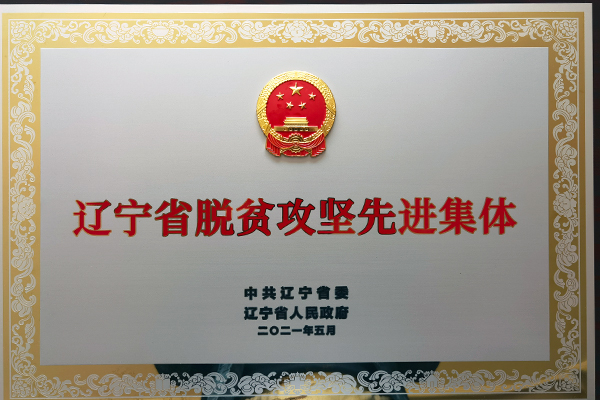 辽宁省脱贫攻坚先进集体
中共辽宁省委
辽宁省人民政府
二〇二一年五月